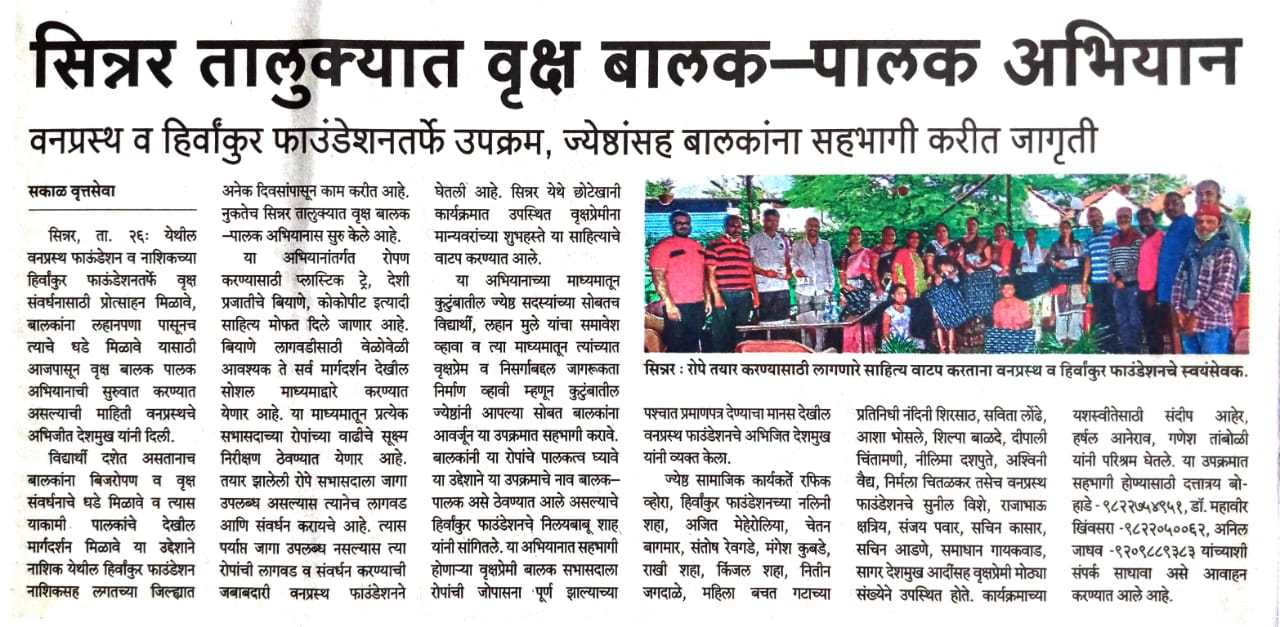 सिन्नर तालुक्यात वृक्ष बालक–पालक अभियान
वनप्रस्थ व हिर्वांकुर फाउंडेशनतर्फे उपक्रम, ज्येष्ठांसह बालकांना सहभागी करीत जागृती
सकाळ वृत्तसेवा
सिन्नर, ता. २६ः येथील
वनप्रस्थ फाऊंडेशन व नाशिकच्या
हिर्वांकुर फाऊंडेशनतर्फे वृक्ष
संवर्धनासाठी प्रोत्साहन मिळावे,
बालकांना लहानपणा पासूनच
त्याचे धडे मिळावे यासाठी
आजपासून वृक्ष बालक पालक
अभियानाची सुरुवात करण्यात
असल्याची माहिती वनप्रस्थचे
अभिजीत देशमुख यांनी दिली.
विद्यार्थी दशेत असतानाच
बालकांना बिजरोपण व वृक्ष
संवर्धनाचे धडे मिळावे व त्यास
याकामी पालकांचे देखील
मार्गदर्शन मिळावे या उद्देशाने
नाशिक येथील हिर्वांकुर फाउंडेशन
नाशिकसह लगतच्या जिल्ह्यात
अनेक दिवसांपासून काम करीत आहे.
नुकतेच सिन्नर तालुक्यात वृक्ष बालक
–पालक अभियानास सुरु केले आहे.
या अभियानांतर्गत रोपण
करण्यासाठी प्लास्टिक ट्रे, देशी
प्रजातीचे बियाणे, कोकोपीट इत्यादी
साहित्य मोफत दिले जाणार आहे.
बियाणे लागवडीसाठी वेळोवेळी
आवश्यक ते सर्व मार्गदर्शन देखील
सोशल माध्यमाद्वारे करण्यात
येणार आहे. या माध्यमातून प्रत्येक
सभासदाच्या रोपांच्या वाढीचे सूक्ष्म
निरीक्षण ठेवण्यात येणार आहे.
तयार झालेली रोपे सभासदाला जागा
उपलब्ध असल्यास त्यानेच लागवड
आणि संवर्धन करायचे आहे. त्यास
पर्याप्त जागा उपलब्ध नसल्यास त्या
रोपांची लागवड व संवर्धन करण्याची
जबाबदारी वनप्रस्थ फाउंडेशनने
घेतली आहे. सिन्नर येथे छोटेखानी
कार्यक्रमात उपस्थित वृक्षप्रेमीना
मान्यवरांच्या शुभहस्ते या साहित्याचे
वाटप करण्यात आले.
या अभियानाच्या माध्यमातून
कुटुंबातील ज्येष्ठ सदस्यांच्या सोबतच
विद्यार्थी, लहान मुले यांचा समावेश
व्हावा व त्या माध्यमातून त्यांच्यात
वृक्षप्रेम व निसर्गाबद्दल जागरूकता
निर्माण व्हावी म्हणून कुटुंबातील
ज्येष्ठांनी आपल्या सोबत बालकांना
आवर्जून या उपक्रमात सहभागी करावे.
बालकांनी या रोपांचे पालकत्व घ्यावे
या उद्देशाने या उपक्रमाचे नाव बालक–
पालक असे ठेवण्यात आले असल्याचे
हिर्वांकुर फाउंडेशनचे निलयबाबू शाह
यांनी सांगितले. या अभियानात सहभागी
होणाऱ्या वृक्षप्रेमी बालक सभासदाला
रोपांची जोपासना पूर्ण झाल्याच्या
सिन्नर : रोपे तयार करण्यासाठी लागणारे साहित्य वाटप करताना वनप्रस्थ व हिर्वांकुर फाउंडेशनचे स्वयंसेवक.
पश्चात प्रमाणपत्र देण्याचा मानस देखील
वनप्रस्थ फाउंडेशनचे अभिजित देशमुख
यांनी व्यक्त केला.
ज्येष्ठ सामाजिक कार्यकर्ते रफिक
व्होरा, हिर्वांकुर फाउंडेशनच्या नलिनी
शहा, अजित मेहेरोलिया, चेतन
बागमार, संतोष रेवगडे, मंगेश कुबडे,
राखी शहा, किंजल शहा, नितीन
जगदाळे, महिला बचत गटाच्या
प्रतिनिधी नंदिनी शिरसाठ, सविता लोंढे,
आशा भोसले, शिल्पा बाळदे, दीपाली
चिंतामणी, नीलिमा दशपुते, अश्विनी
वैद्य, निर्मला चितळकर तसेच वनप्रस्थ
फाउंडेशनचे सुनील विशे, राजाभाऊ
क्षत्रिय, संजय पवार, सचिन कासार,
सचिन आडणे, समाधान गायकवाड,
सागर देशमुख आदींसह वृक्षप्रेमी मोठ्या
संख्येने उपस्थित होते. कार्यक्रमाच्या
यशस्वीतेसाठी संदीप आहेर,
हर्षल आनेराव, गणेश तांबोळी
यांनी परिश्रम घेतले. या उपक्रमात
सहभागी होण्यासाठी दत्तात्रय बो-
हाडे -९८२२७५४९५१, डॉ. महावीर
खिंवसरा -९८२२०५००६२, अनिल
जाधव -९२०९८८९३८३ यांच्याशी
संपर्क साधावा असे आवाहन
करण्यात आले आहे.